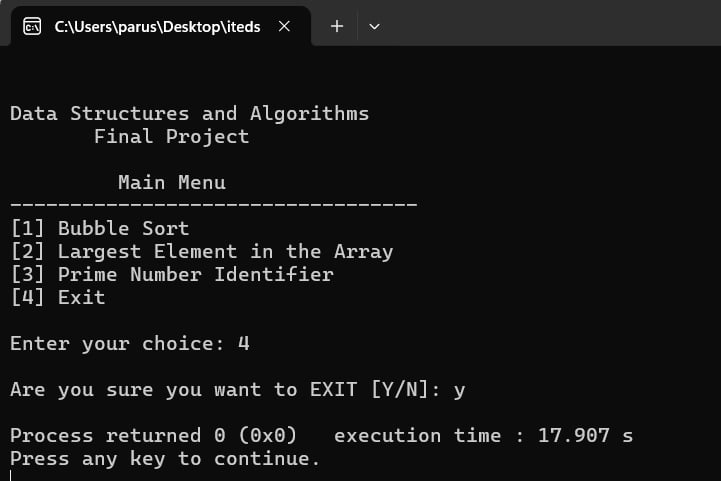 C:\Users\parus\Desktop\iteds
Data Structures and Algorithms
Final Project
Main Menu
----------------------------------
[1] Bubble Sort
[2] Largest Element in the Array
[3] Prime Number Identifier
[4] Exit
Enter your choice: 4
Are you sure you want to EXIT [Y/N]: y
Process returned 0 (0x0)   execution time : 17.907 s
Press any key to continue.